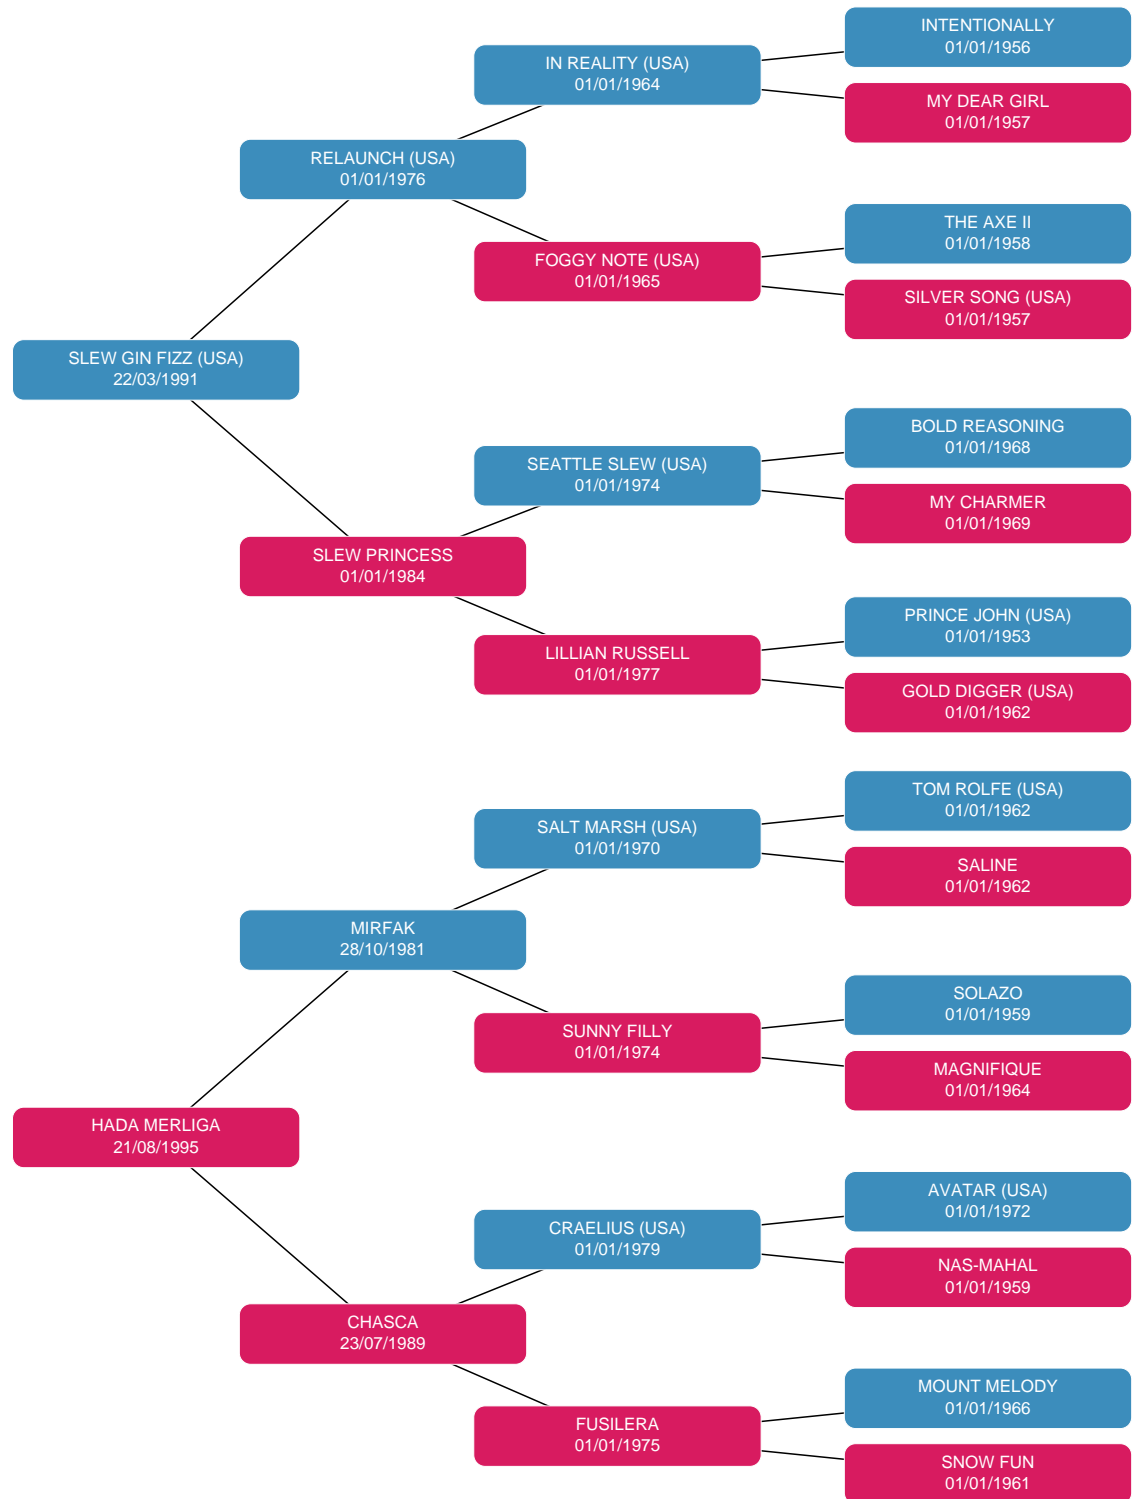 INTENTIONALLY
01/01/1956
IN REALITY (USA)
01/01/1964
MY DEAR GIRL
01/01/1957
RELAUNCH (USA)
01/01/1976
THE AXE II
01/01/1958
FOGGY NOTE (USA)
01/01/1965
SILVER SONG (USA)
01/01/1957
SLEW GIN FIZZ (USA)
22/03/1991
BOLD REASONING
01/01/1968
SEATTLE SLEW (USA)
01/01/1974
MY CHARMER
01/01/1969
SLEW PRINCESS
01/01/1984
PRINCE JOHN (USA)
01/01/1953
LILLIAN RUSSELL
01/01/1977
GOLD DIGGER (USA)
01/01/1962
TOM ROLFE (USA)
01/01/1962
SALT MARSH (USA)
01/01/1970
SALINE
01/01/1962
MIRFAK
28/10/1981
SOLAZO
01/01/1959
SUNNY FILLY
01/01/1974
MAGNIFIQUE
01/01/1964
HADA MERLIGA
21/08/1995
AVATAR (USA)
01/01/1972
CRAELIUS (USA)
01/01/1979
NAS-MAHAL
01/01/1959
CHASCA
23/07/1989
MOUNT MELODY
01/01/1966
FUSILERA
01/01/1975
SNOW FUN
01/01/1961